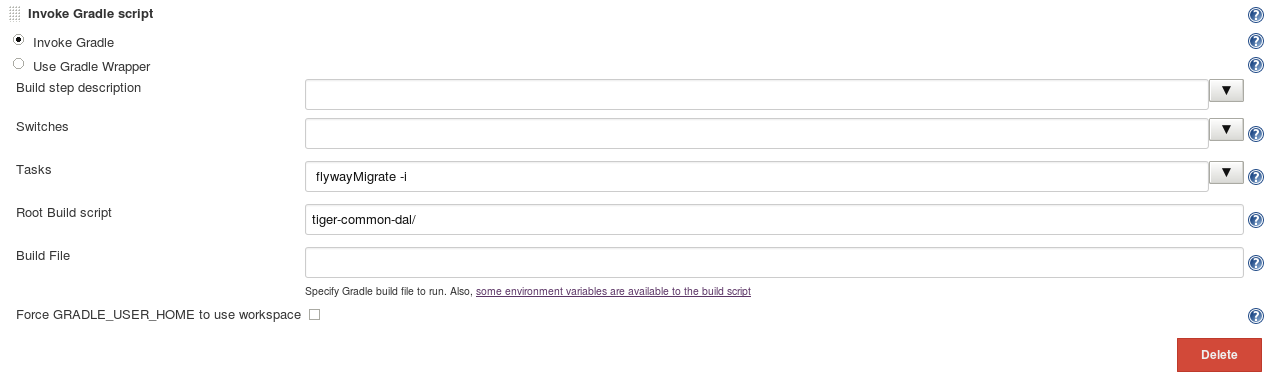 Invoke Gradle script
Invoke Gradle
Use Gradle Wrapper
Build step description
Switches
Tasks flywayMigrate -i
Root Build script tiger-common-dal/
Build File
Specify Gradle build file to run. Also, some environment variables are available to the build script
Force GRADLE_USER_HOME to use workspace
Delete